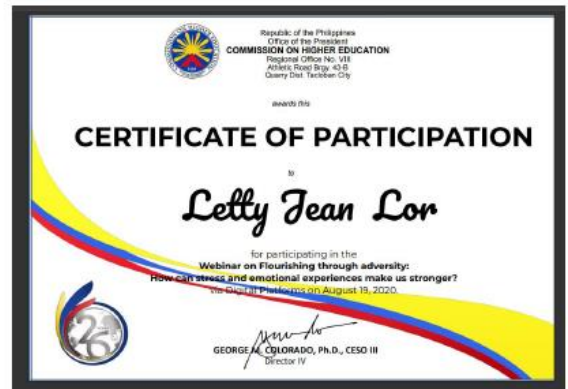 Republic of the Philippines
Office of the President
COMMISSION ON HIGHER EDUCATION
Regional Office No. VIII
Athletic Road Brgy. 43-B
Quarry Dist. Tacloban City
awards this
CERTIFICATE OF PARTICIPATION
to
Letty Jean Lor
for participating in the
Webinar on Flourishing through adversity:
How can stress and emotional experiences make us stronger?
via Digital Platforms on August 19, 2020.
26
GEORGE M. COLORADO, Ph.D., CESO III
Director IV